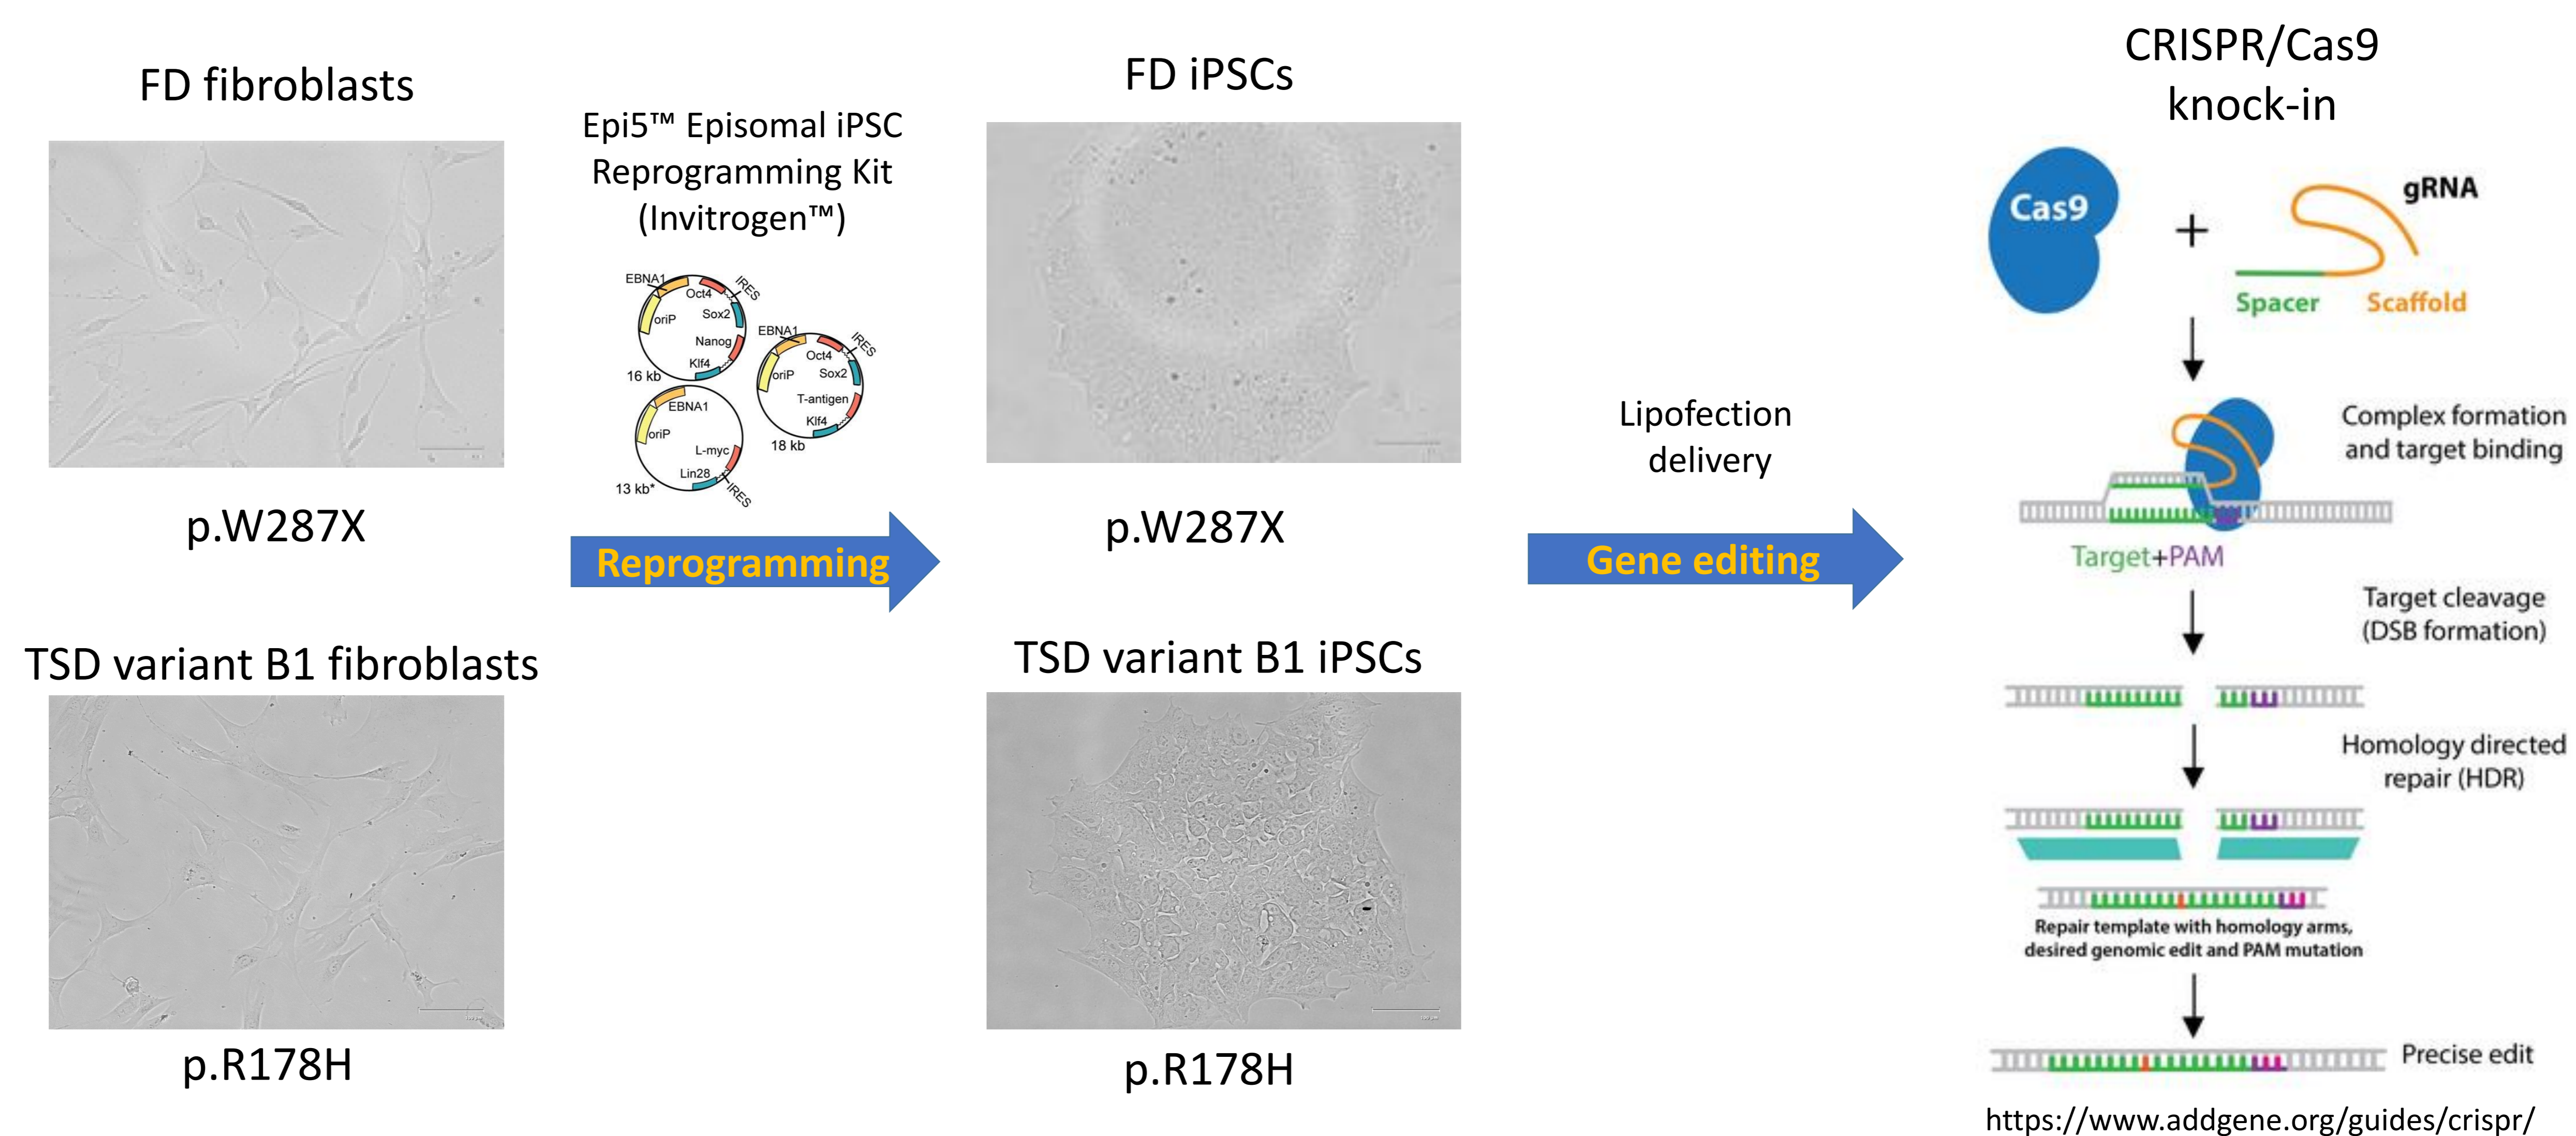 FD fibroblasts
p.W287X
TSD variant B1 fibroblasts
p.R178H
Epi5™ Episomal iPSC
Reprogramming Kit
(Invitrogen™)
EBNA1
Oct4
IRES
oriP
Sox2
Nanog
Klf4
16 kb
EBNA1
Oct4
IRES
oriP
Sox2
T-antigen
Klf4
18 kb
EBNA1
oriP
L-myc
Lin28
IRES
13 kb*
Reprogramming
FD iPSCs
p.W287X
TSD variant B1 iPSCs
p.R178H
Lipofection
delivery
Gene editing
CRISPR/Cas9
knock-in
Cas9
+
gRNA
Spacer
Scaffold
Complex formation
and target binding
Target+PAM
Target cleavage
(DSB formation)
Homology directed
repair (HDR)
Repair template with homology arms,
desired genomic edit and PAM mutation
Precise edit
https://www.addgene.org/guides/crispr/